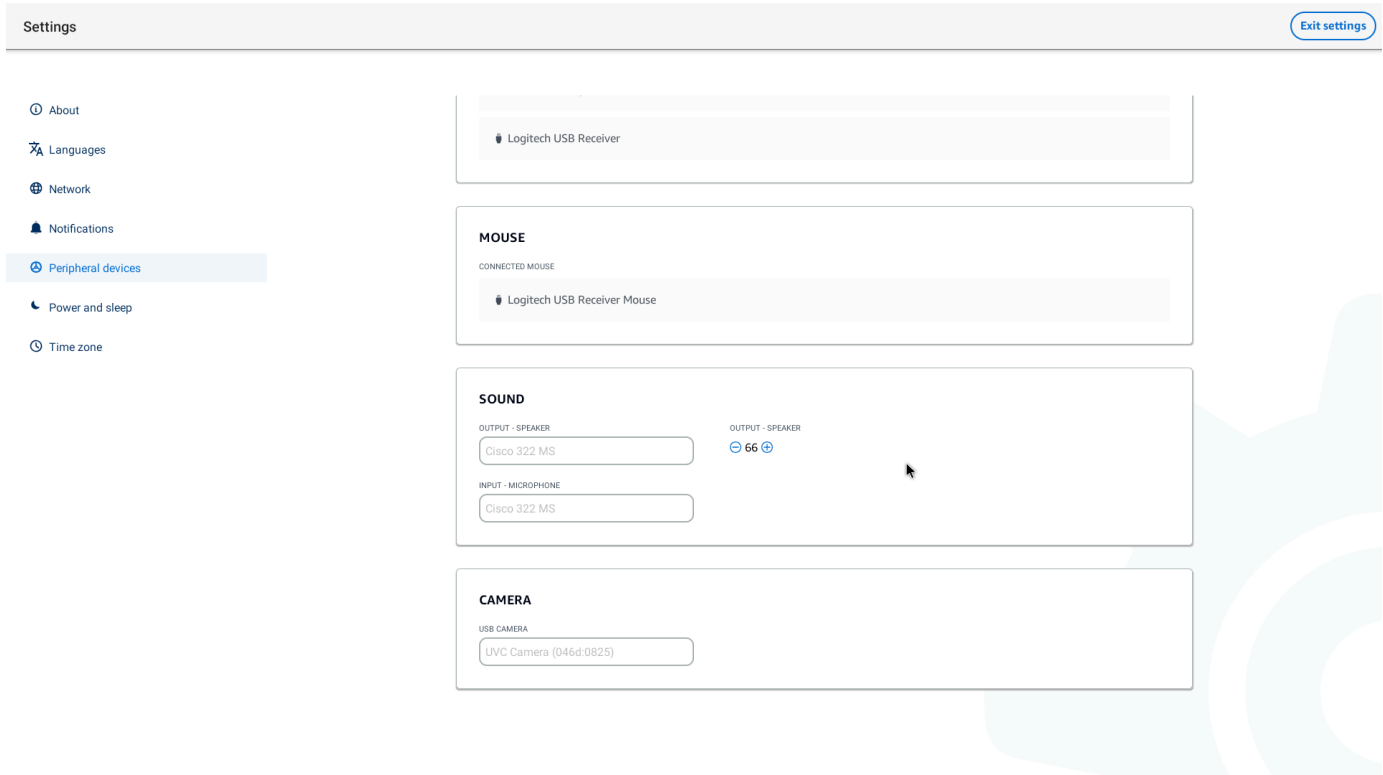 Settings
Exit settings
About
Languages
Network
Notifications
Peripheral devices
Power and sleep
Time zone
Logitech USB Receiver
MOUSE
CONNECTED MOUSE
Logitech USB Receiver Mouse
SOUND
OUTPUT - SPEAKER
Cisco 322 MS
OUTPUT - SPEAKER
66
INPUT - MICROPHONE
Cisco 322 MS
CAMERA
USB CAMERA
UVC Camera (046d:0825)